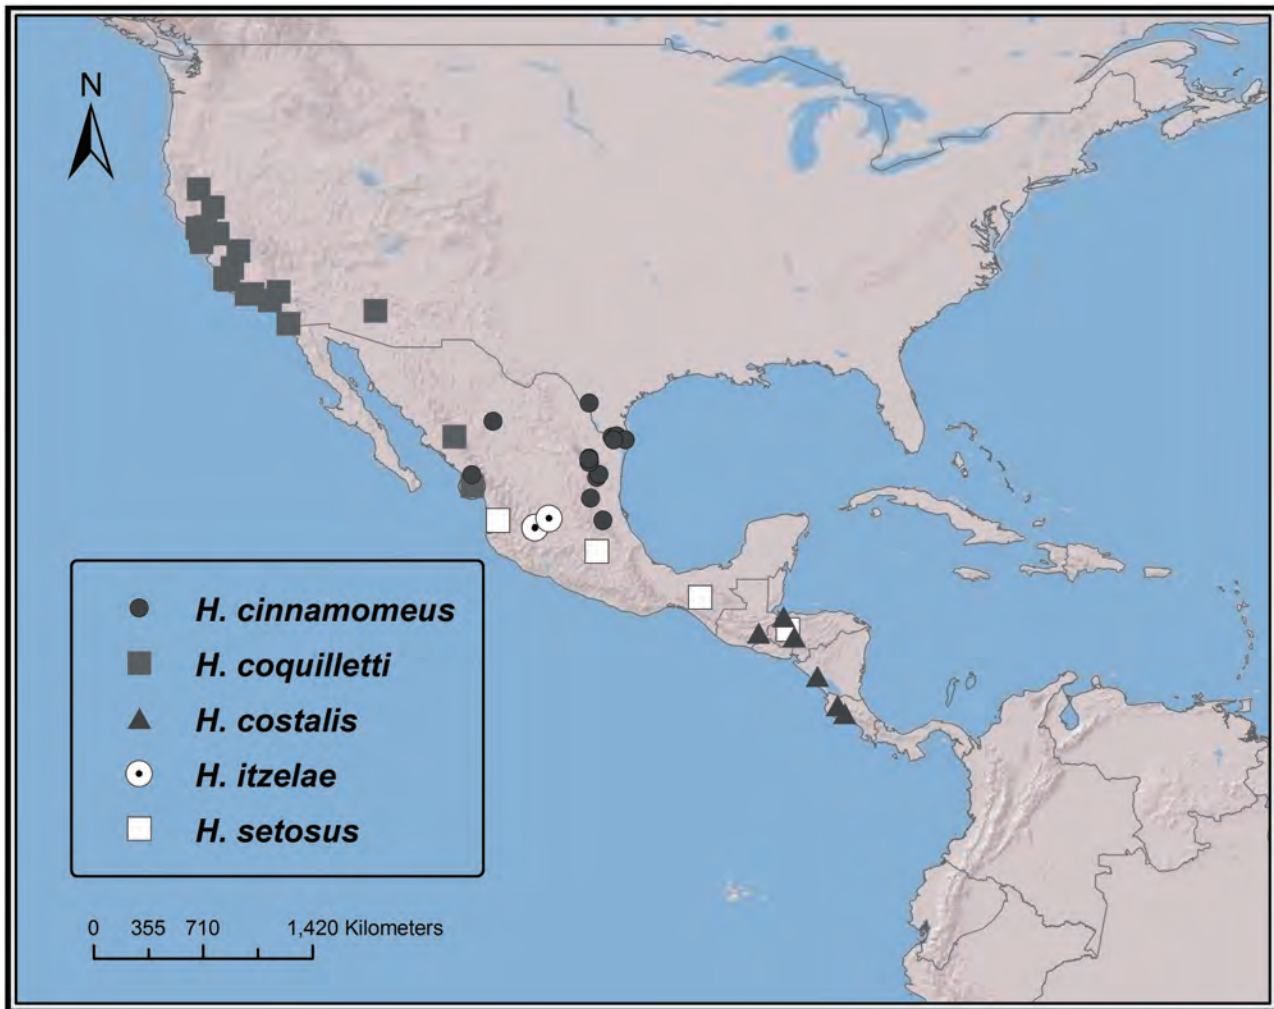 N
H. cinnamomeus
H. coquilletti
H. costalis
H. itzelae
H. setosus
0 355 710 1,420 Kilometers